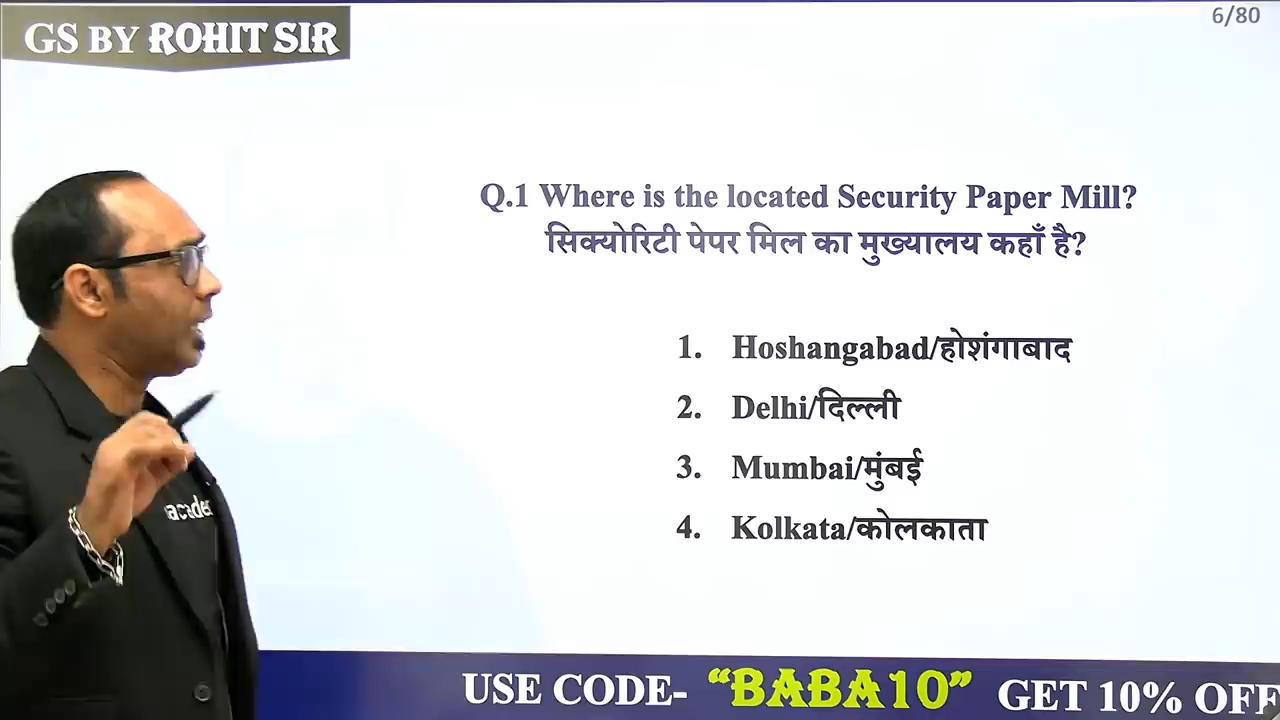 GS BY ROHIT SIR
6/80
Q.1 Where is the located Security Paper Mill?
सिक्योरिटी पेपर मिल का मुख्यालय कहाँ है?
1. Hoshangabad/होशंगाबाद
2. Delhi/दिल्ली
3. Mumbai/मुंबई
4. Kolkata/कोलकाता
acade
USE CODE- “BABA10” GET 10% OFF